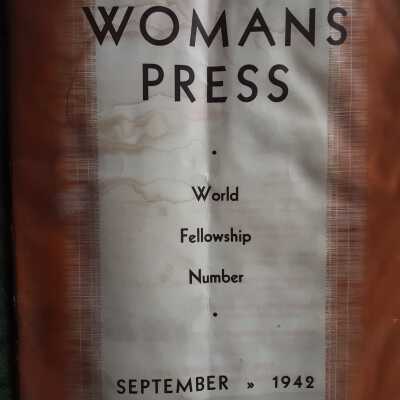 WOMANS
PRESS
World
Fellowship
Number
SEPTEMBER » 1942